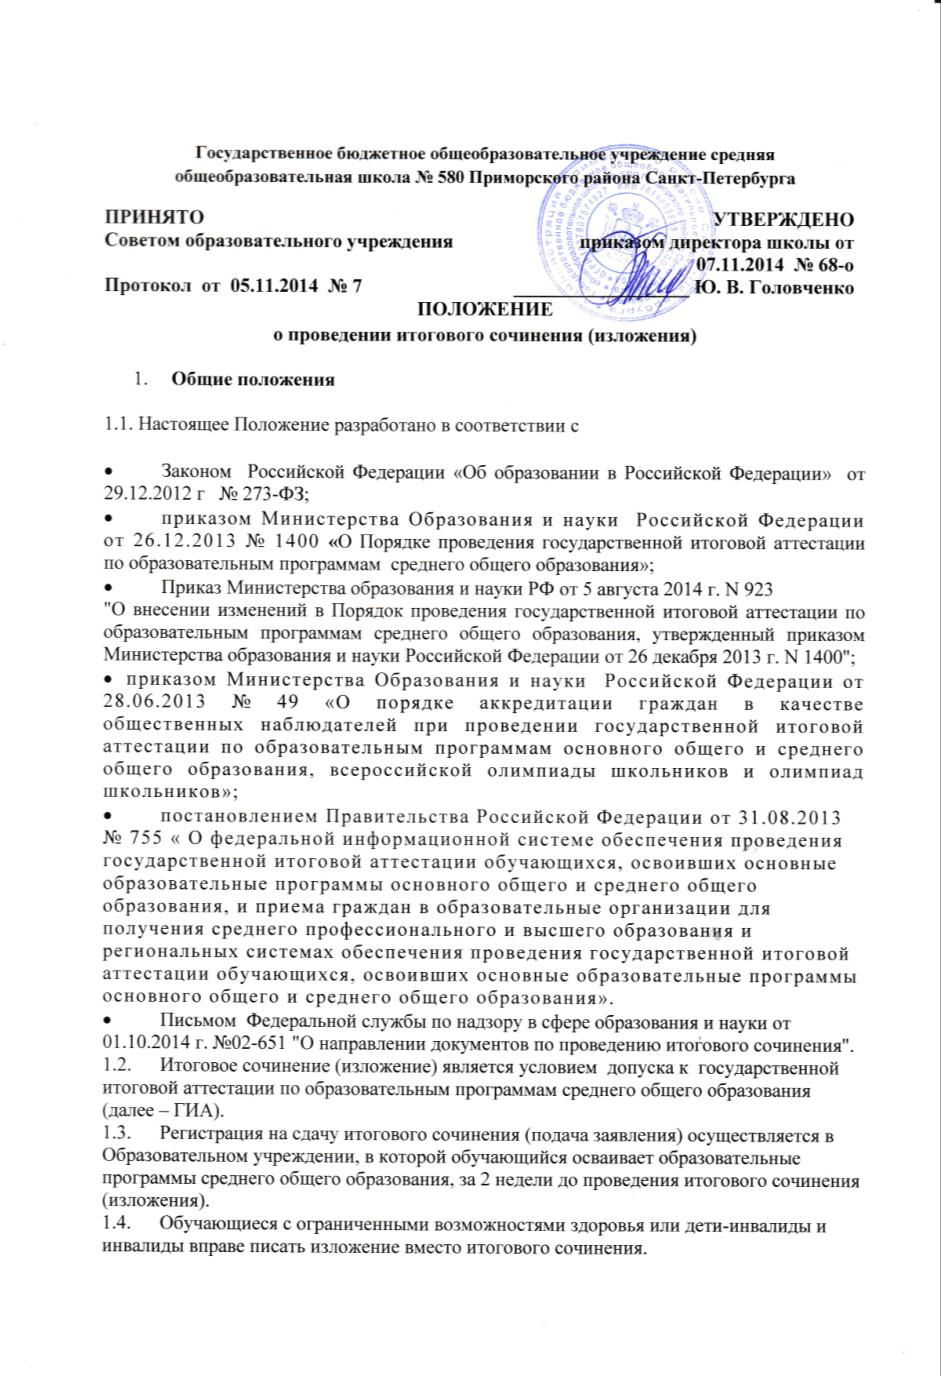 Государственное бюджетное общеобразовательное учреждение средняя
общеобразовательная школа № 580 Приморского района Санкт-Петербурга
ПРИНЯТО УТВЕРЖДЕНО
Советом образовательного учреждения приказом директора школы от
07.11.2014 № 68-о
Протокол от 05.11.2014 № 7 ________________ Ю. В. Головченко
ПОЛОЖЕНИЕ
о проведении итогового сочинения (изложения)
1. Общие положения
1.1. Настоящее Положение разработано в соответствии с
• Законом Российской Федерации «Об образовании в Российской Федерации» от
29.12.2012 г № 273-ФЗ;
• приказом Министерства Образования и науки Российской Федерации
от 26.12.2013 № 1400 «О Порядке проведения государственной итоговой аттестации
по образовательным программам среднего общего образования»;
• Приказ Министерства образования и науки РФ от 5 августа 2014 г. N 923
"О внесении изменений в Порядок проведения государственной итоговой аттестации по
образовательным программам среднего общего образования, утвержденный приказом
Министерства образования и науки Российской Федерации от 26 декабря 2013 г. N 1400";
• приказом Министерства Образования и науки Российской Федерации от
28.06.2013 № 49 «О порядке аккредитации граждан в качестве
общественных наблюдателей при проведении государственной итоговой
аттестации по образовательным программам основного общего и среднего
общего образования, всероссийской олимпиады школьников и олимпиад
школьников»;
• постановлением Правительства Российской Федерации от 31.08.2013
№ 755 « О федеральной информационной системе обеспечения проведения
государственной итоговой аттестации обучающихся, освоивших основные
образовательные программы основного общего и среднего общего
образования, и приема граждан в образовательные организации для
получения среднего профессионального и высшего образования и
региональных системах обеспечения проведения государственной итоговой
аттестации обучающихся, освоивших основные образовательные программы
основного общего и среднего общего образования».
• Письмом Федеральной службы по надзору в сфере образования и науки от
01.10.2014 г. №02-651 "О направлении документов по проведению итогового сочинения".
1.2. Итоговое сочинение (изложение) является условием допуска к государственной
итоговой аттестации по образовательным программам среднего общего образования
(далее – ГИА).
1.3. Регистрация на сдачу итогового сочинения (подача заявления) осуществляется в
Образовательном учреждении, в которой обучающийся осваивает образовательные
программы среднего общего образования, за 2 недели до проведения итогового сочинения
(изложения).
1.4. Обучающиеся с ограниченными возможностями здоровья или дети-инвалиды и
инвалиды вправе писать изложение вместо итогового сочинения.